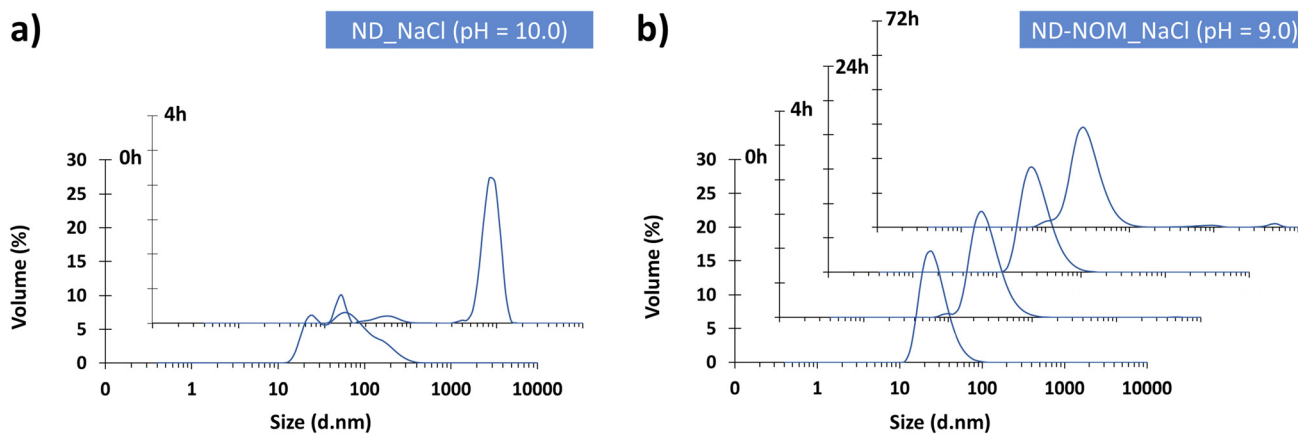 a)
ND_NaCl (pH = 10.0)
4h
0h
30
25
20
15
10
5
0
Volume (%)
0
1
10
100
1000
10000
Size (d.nm)
b)
ND-NOM_NaCl (pH = 9.0)
72h
24h
4h
0h
30
25
20
15
10
5
0
Volume (%)
0
1
10
100
1000
10000
Size (d.nm)